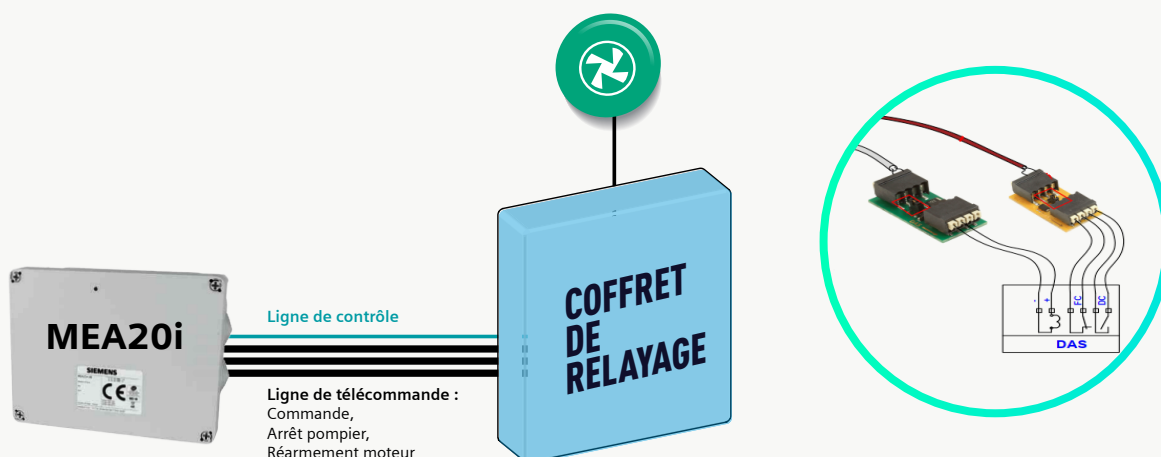 MEA20i
SIEMENS
CE
Ligne de contrôle
Ligne de télécommande :
Commande,
Arrêt pompier,
Réarmement moteur
COFFRET
DE
RELAYAGE
- +
FC
DC
DAS